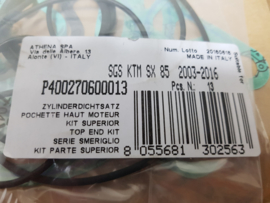 ATHENA SPA
Via delle Albere, 13
Alonte (VI) - ITALY
Num. Lotto
MADE IN ITALY
SGS KTM SX 85 2003-2016
Pcs. N.: 13
P400270600013
ZYLINDERDICHTSATZ
POCHETTE HAUT MOTEUR
KIT SUPERIOR
TOP END KIT
SERIE SMERIGLIO
KIT PARTE SUPERIOR
8 055681 302563